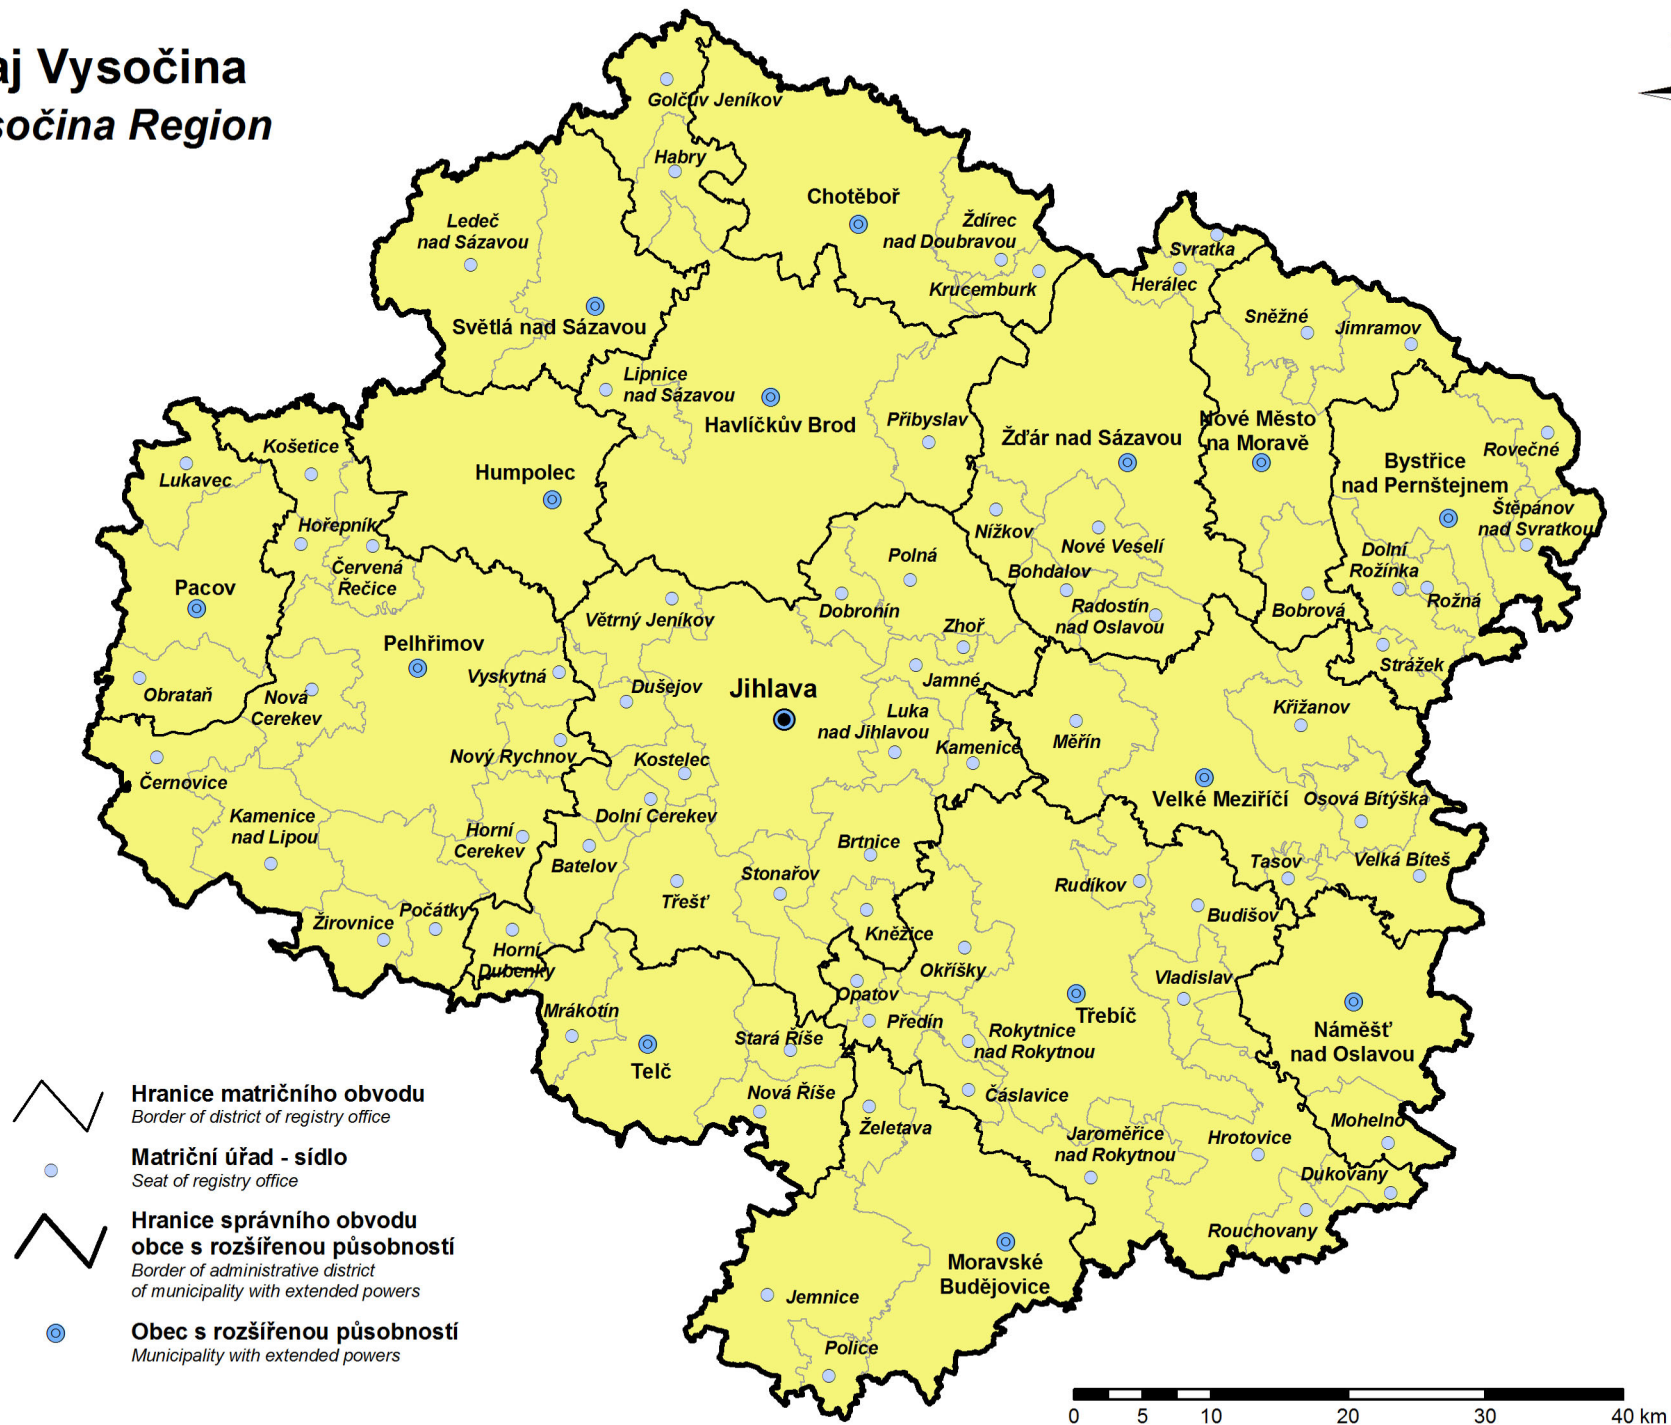 aj Vysočina
sočina Region
Golčův Jeníkov
Habry
Chotěboř
Ledeč
nad Sázavou
Ždírec
nad Doubravou
Krucemburk
Svratka
Herálec
Světlá nad Sázavou
Sněžné
Jimramov
Lipnice
nad Sázavou
Havlíčkův Brod
Přibyslav
Žďár nad Sázavou
Nové Město
na Moravě
Rovečné
Bystřice
nad Pernštejnem
Štěpánov
nad Svratkou
Košetice
Lukavec
Humpolec
Hořepník
Červená
Řečice
Nížkov
Nové Veselí
Polná
Dolní
Rožínka
Rožná
Bohdalov
Radostín
nad Oslavou
Bobrová
Pacov
Dobronín
Větrný Jeníkov
Zhoř
Strážek
Pelhřimov
Vyskytná
Jamné
Obrataň
Nová
Cerekev
Dušejov
Jihlava
Luka
nad Jihlavou
Kamenice
Měřín
Křižanov
Nový Rychnov
Kostelec
Černovice
Velké Meziříčí
Osová Bítýška
Kamenice
nad Lipou
Horní
Cerekev
Dolní Cerekev
Batelov
Brtnice
Tasov
Velká Bíteš
Stonařov
Třešť
Rudíkov
Budišov
Žirovnice
Počátky
Horní
Dubenky
Kněžice
Okříšky
Vladislav
Opatov
Mrákotín
Předín
Třebíč
Náměšť
nad Oslavou
Stará Říše
Rokytnice
nad Rokytnou
Telč
Nová Říše
Čáslavice
Želetava
Jaroměřice
nad Rokytnou
Hrotovice
Mohelno
Dukovany
Rouchovany
Moravské
Budějovice
Jemnice
Police
Hranice matričního obvodu
Border of district of registry office
Matriční úřad - sídlo
Seat of registry office
Hranice správního obvodu
obce s rozšířenou působností
Border of administrative district
of municipality with extended powers
Obec s rozšířenou působností
Municipality with extended powers
0 5 10 20 30 40 km